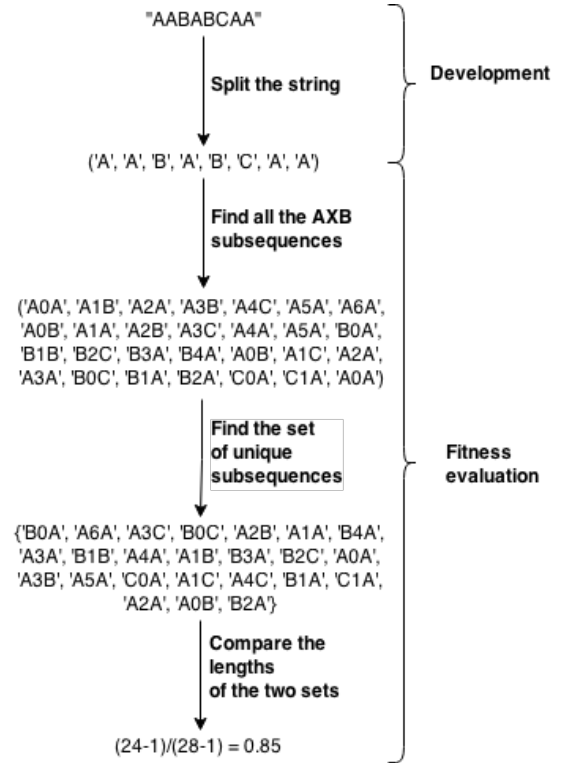 "AABABCAA"
Split the string
Development
('A', 'A', 'B', 'A', 'B', 'C', 'A', 'A')
Find all the AXB
subsequences
('A0A', 'A1B', 'A2A', 'A3B', 'A4C', 'A5A', 'A6A',
'A0B', 'A1A', 'A2B', 'A3C', 'A4A', 'A5A', 'B0A',
'B1B', 'B2C', 'B3A', 'B4A', 'A0B', 'A1C', 'A2A',
'A3A', 'B0C', 'B1A', 'B2A', 'C0A', 'C1A', 'A0A')
Find the set
of unique
subsequences
Fitness
evaluation
{'B0A', 'A6A', 'A3C', 'B0C', 'A2B', 'A1A', 'B4A',
'A3A', 'B1B', 'A4A', 'A1B', 'B3A', 'B2C', 'A0A',
'A3B', 'A5A', 'C0A', 'A1C', 'A4C', 'B1A', 'C1A',
'A2A', 'A0B', 'B2A'}
Compare the
lengths
of the two sets
(24-1)/(28-1) = 0.85